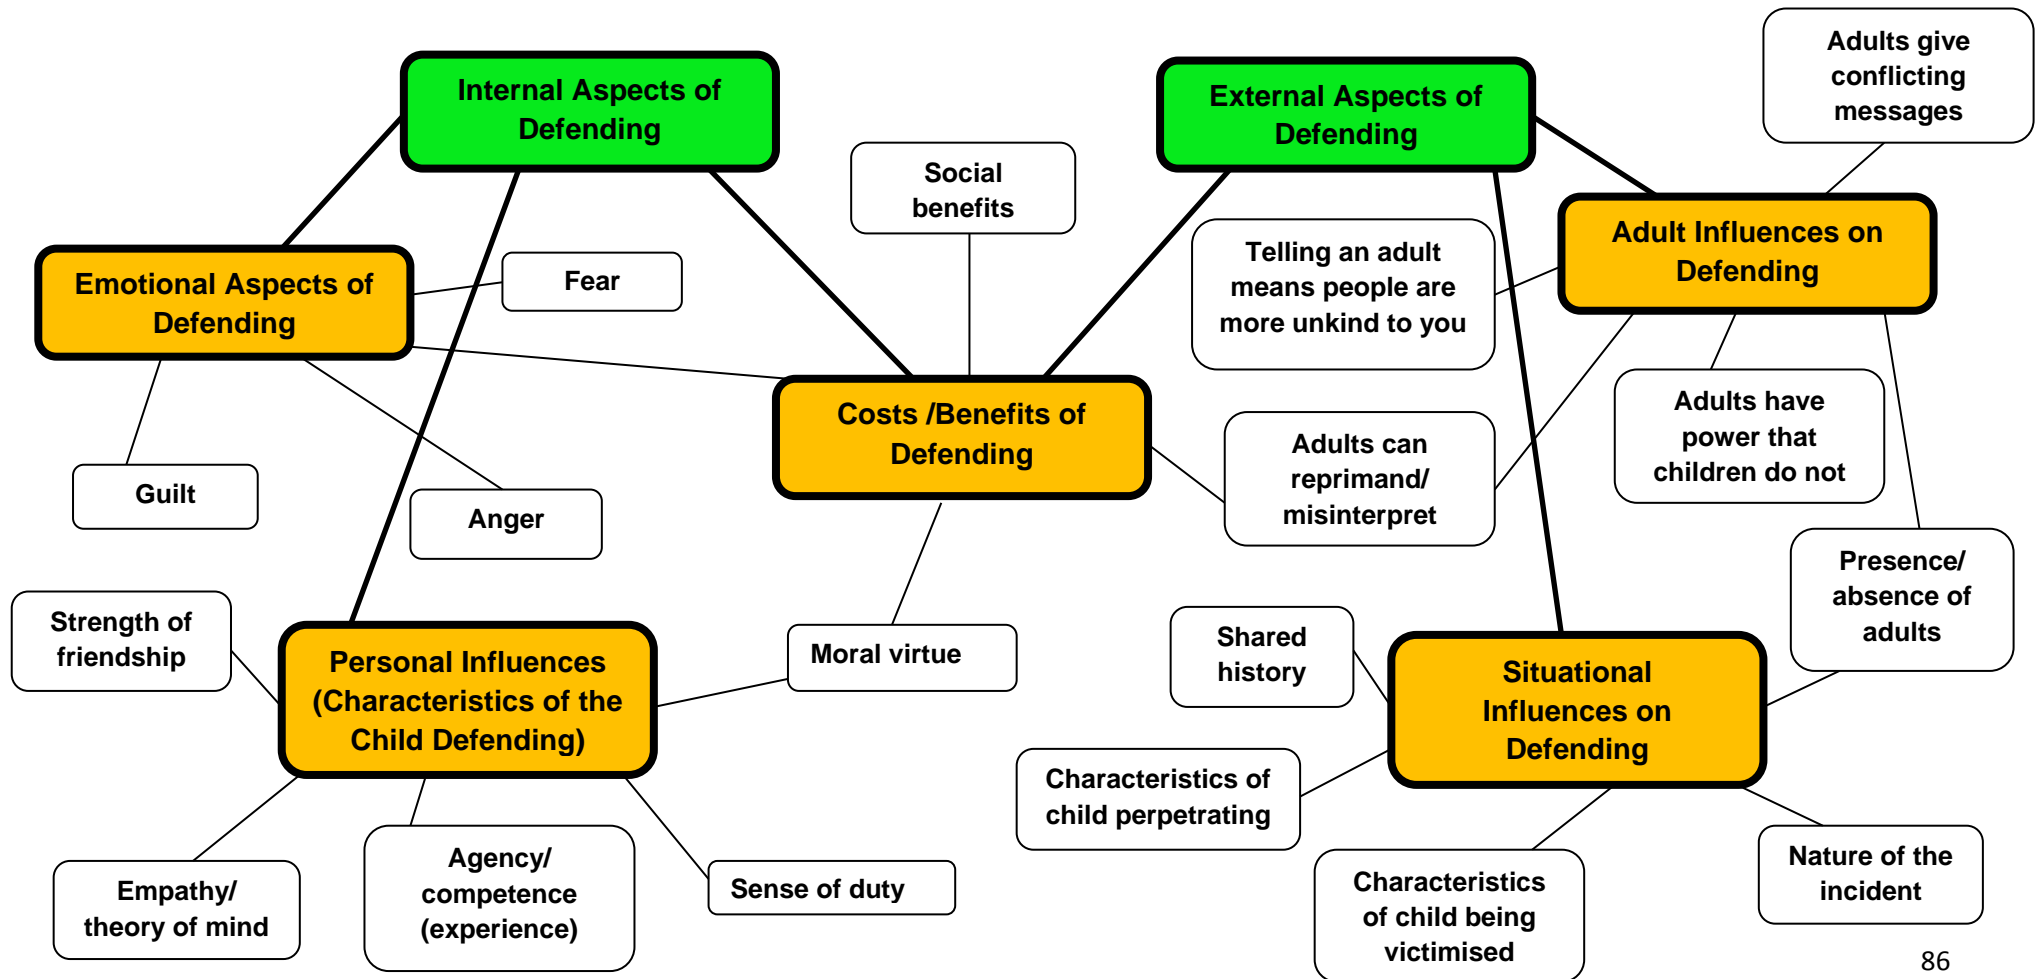 Internal Aspects of
Defending
External Aspects of
Defending
Adults give
conflicting
messages
Social
benefits
Adult Influences on
Defending
Telling an adult
means people are
more unkind to you
Emotional Aspects of
Defending
Fear
Costs /Benefits of
Defending
Adults have
power that
children do not
Adults can
reprimand/
misinterpret
Guilt
Anger
Presence/
absence of
adults
Strength of
friendship
Personal Influences
(Characteristics of the
Child Defending)
Moral virtue
Shared
history
Situational
Influences on
Defending
Characteristics of
child perpetrating
Empathy/
theory of mind
Agency/
competence
(experience)
Sense of duty
Characteristics
of child being
victimised
Nature of the
incident
86